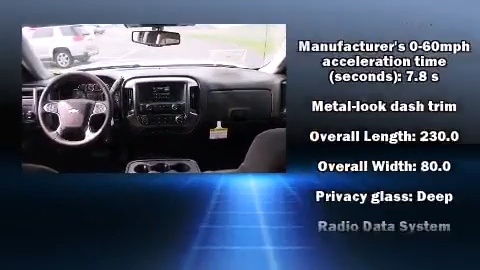 Manufacturer's 0-60mph
acceleration time
(seconds): 7.8 s
Metal-look dash trim
Overall Length: 230.0
Overall Width: 80.0
Privacy glass: Deep
Radio Data System